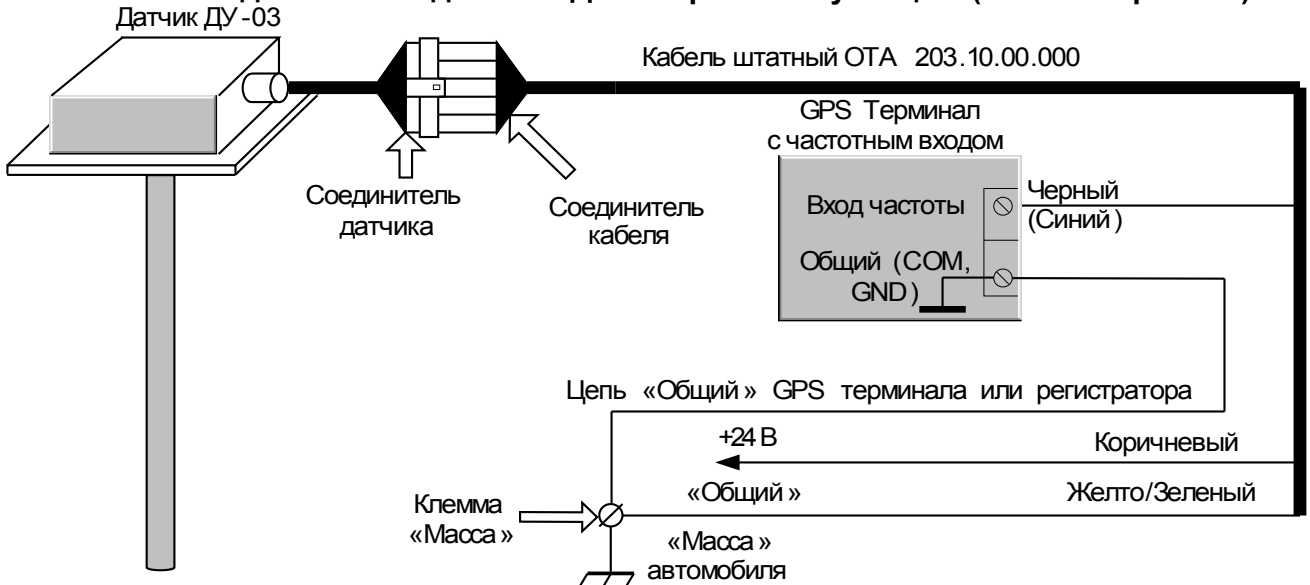 Датчик ДУ-03
Кабель штатный ОТА 203.10.00.000
GPS Терминал
с частотным входом
Соединитель
датчика
Соединитель
кабеля
Вход частоты
Черный
(Синий)
Общий (COM,
GND)
Цепь «Общий» GPS терминала или регистратора
+24 В
Коричневый
«Общий»
Желто/Зеленый
Клемма
«Масса»
«Масса»
автомобиля